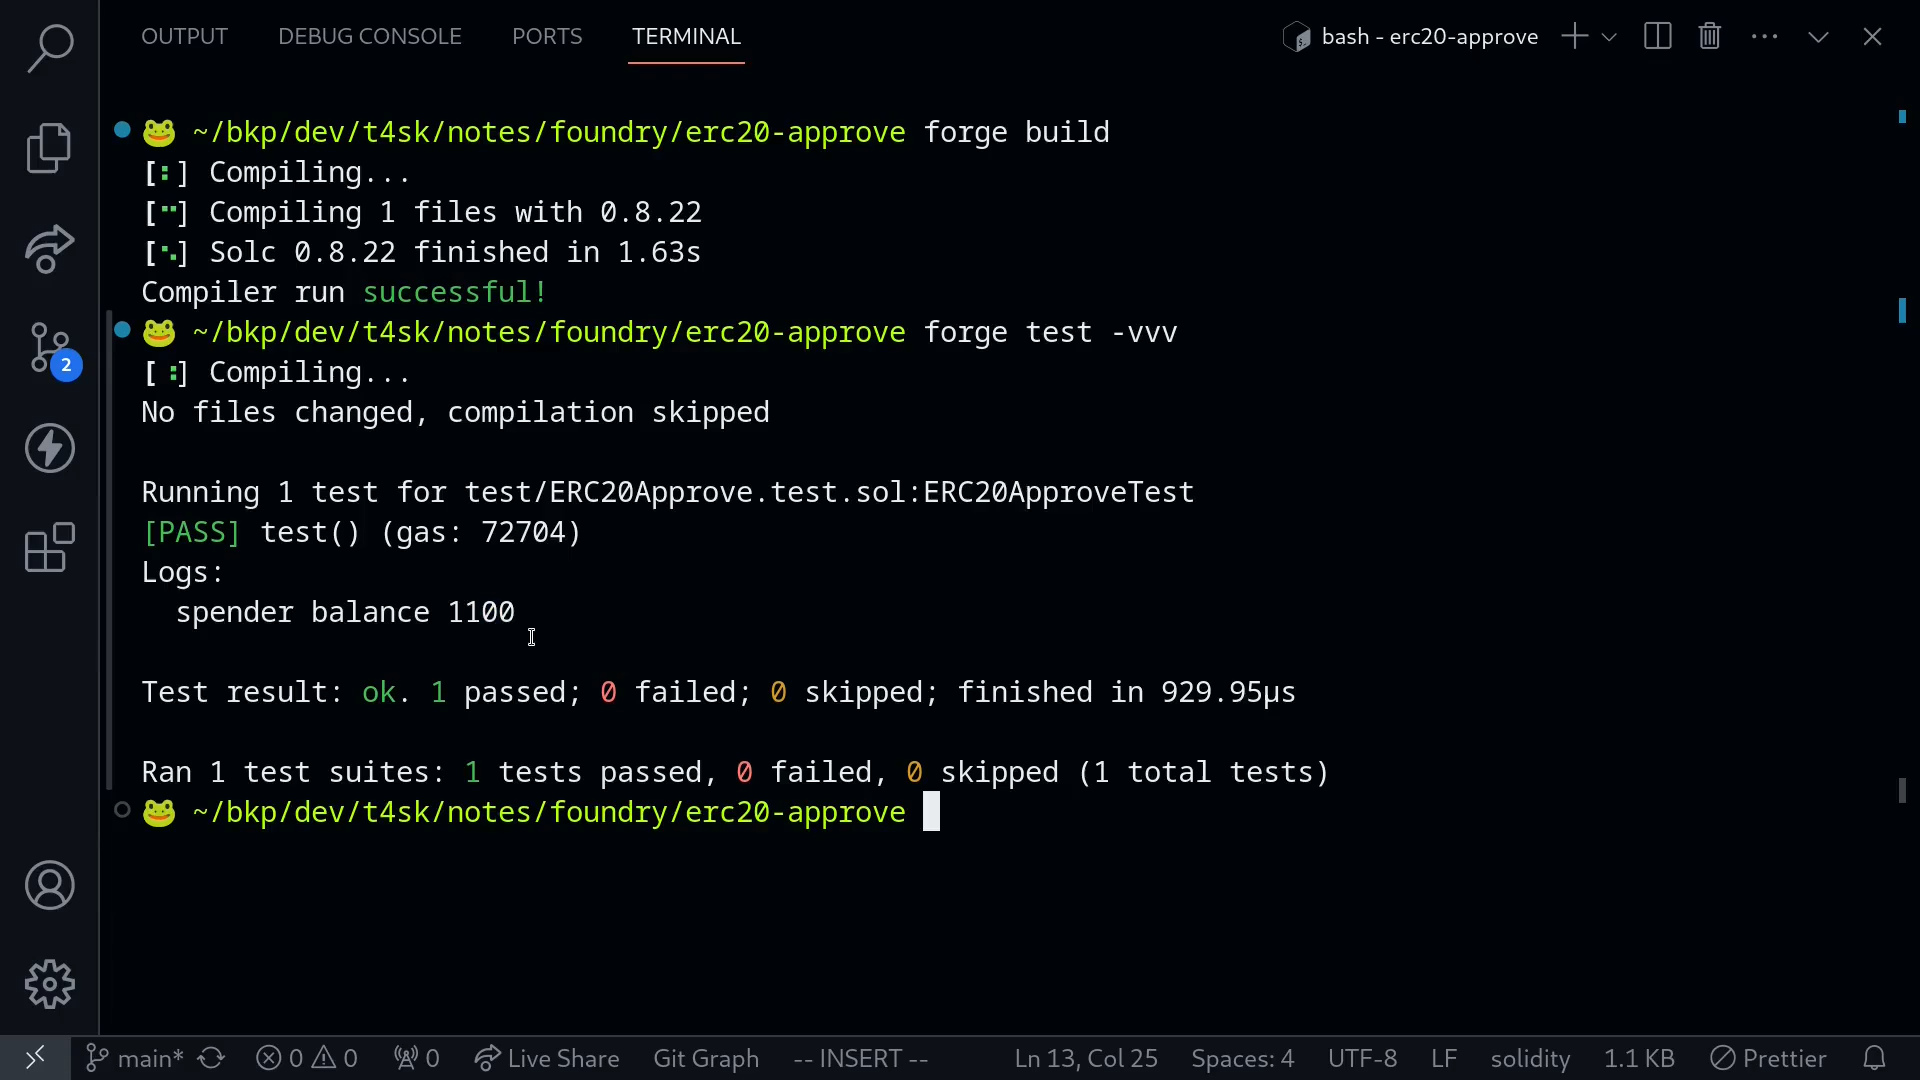 OUTPUT DEBUG CONSOLE PORTS TERMINAL bash - erc20-approve
~/bkp/dev/t4sk/notes/foundry/erc20-approve forge build
[⠃] Compiling...
[⠉] Compiling 1 files with 0.8.22
[⠢] Solc 0.8.22 finished in 1.63s
Compiler run successful!
~/bkp/dev/t4sk/notes/foundry/erc20-approve forge test -vvv
[⠘] Compiling...
No files changed, compilation skipped
Running 1 test for test/ERC20Approve.test.sol:ERC20ApproveTest
[PASS] test() (gas: 72704)
Logs:
spender balance 1100
Test result: ok. 1 passed; 0 failed; 0 skipped; finished in 929.95µs
Ran 1 test suites: 1 tests passed, 0 failed, 0 skipped (1 total tests)
~/bkp/dev/t4sk/notes/foundry/erc20-approve
2
main* 0 0 0 Live Share Git Graph -- INSERT -- Ln 13, Col 25 Spaces: 4 UTF-8 LF solidity 1.1 KB Prettier